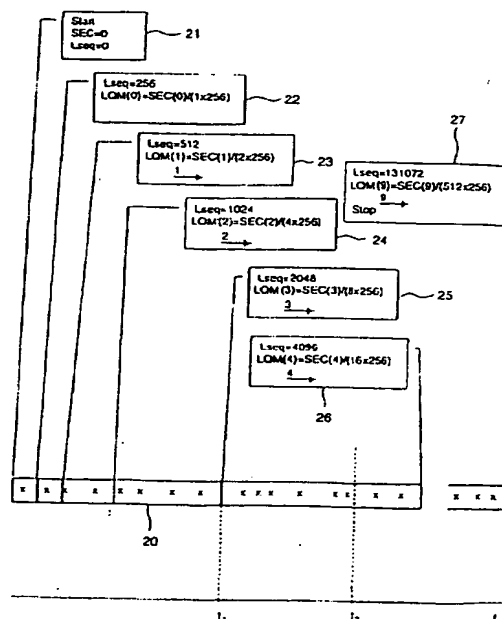 Start
SEC=0
Lseq=0
21
Lseq=256
LOM(0)=SEC(0)/(1x256)
22
Lseq=512
LOM(1)=SEC(1)/(2x256)
1
23
27
Lseq=131072
LOM(9)=SEC(9)/(512x256)
9
Stop
Lseq=1024
LOM(2)=SEC(2)/(4x256)
2
24
Lseq=2048
LOM(3)=SEC(3)/(8x256)
3
25
Lseq=4096
LOM(4)=SEC(4)/(16x256)
4
26
x x x x x x x x x x x x x x x x x x x
20